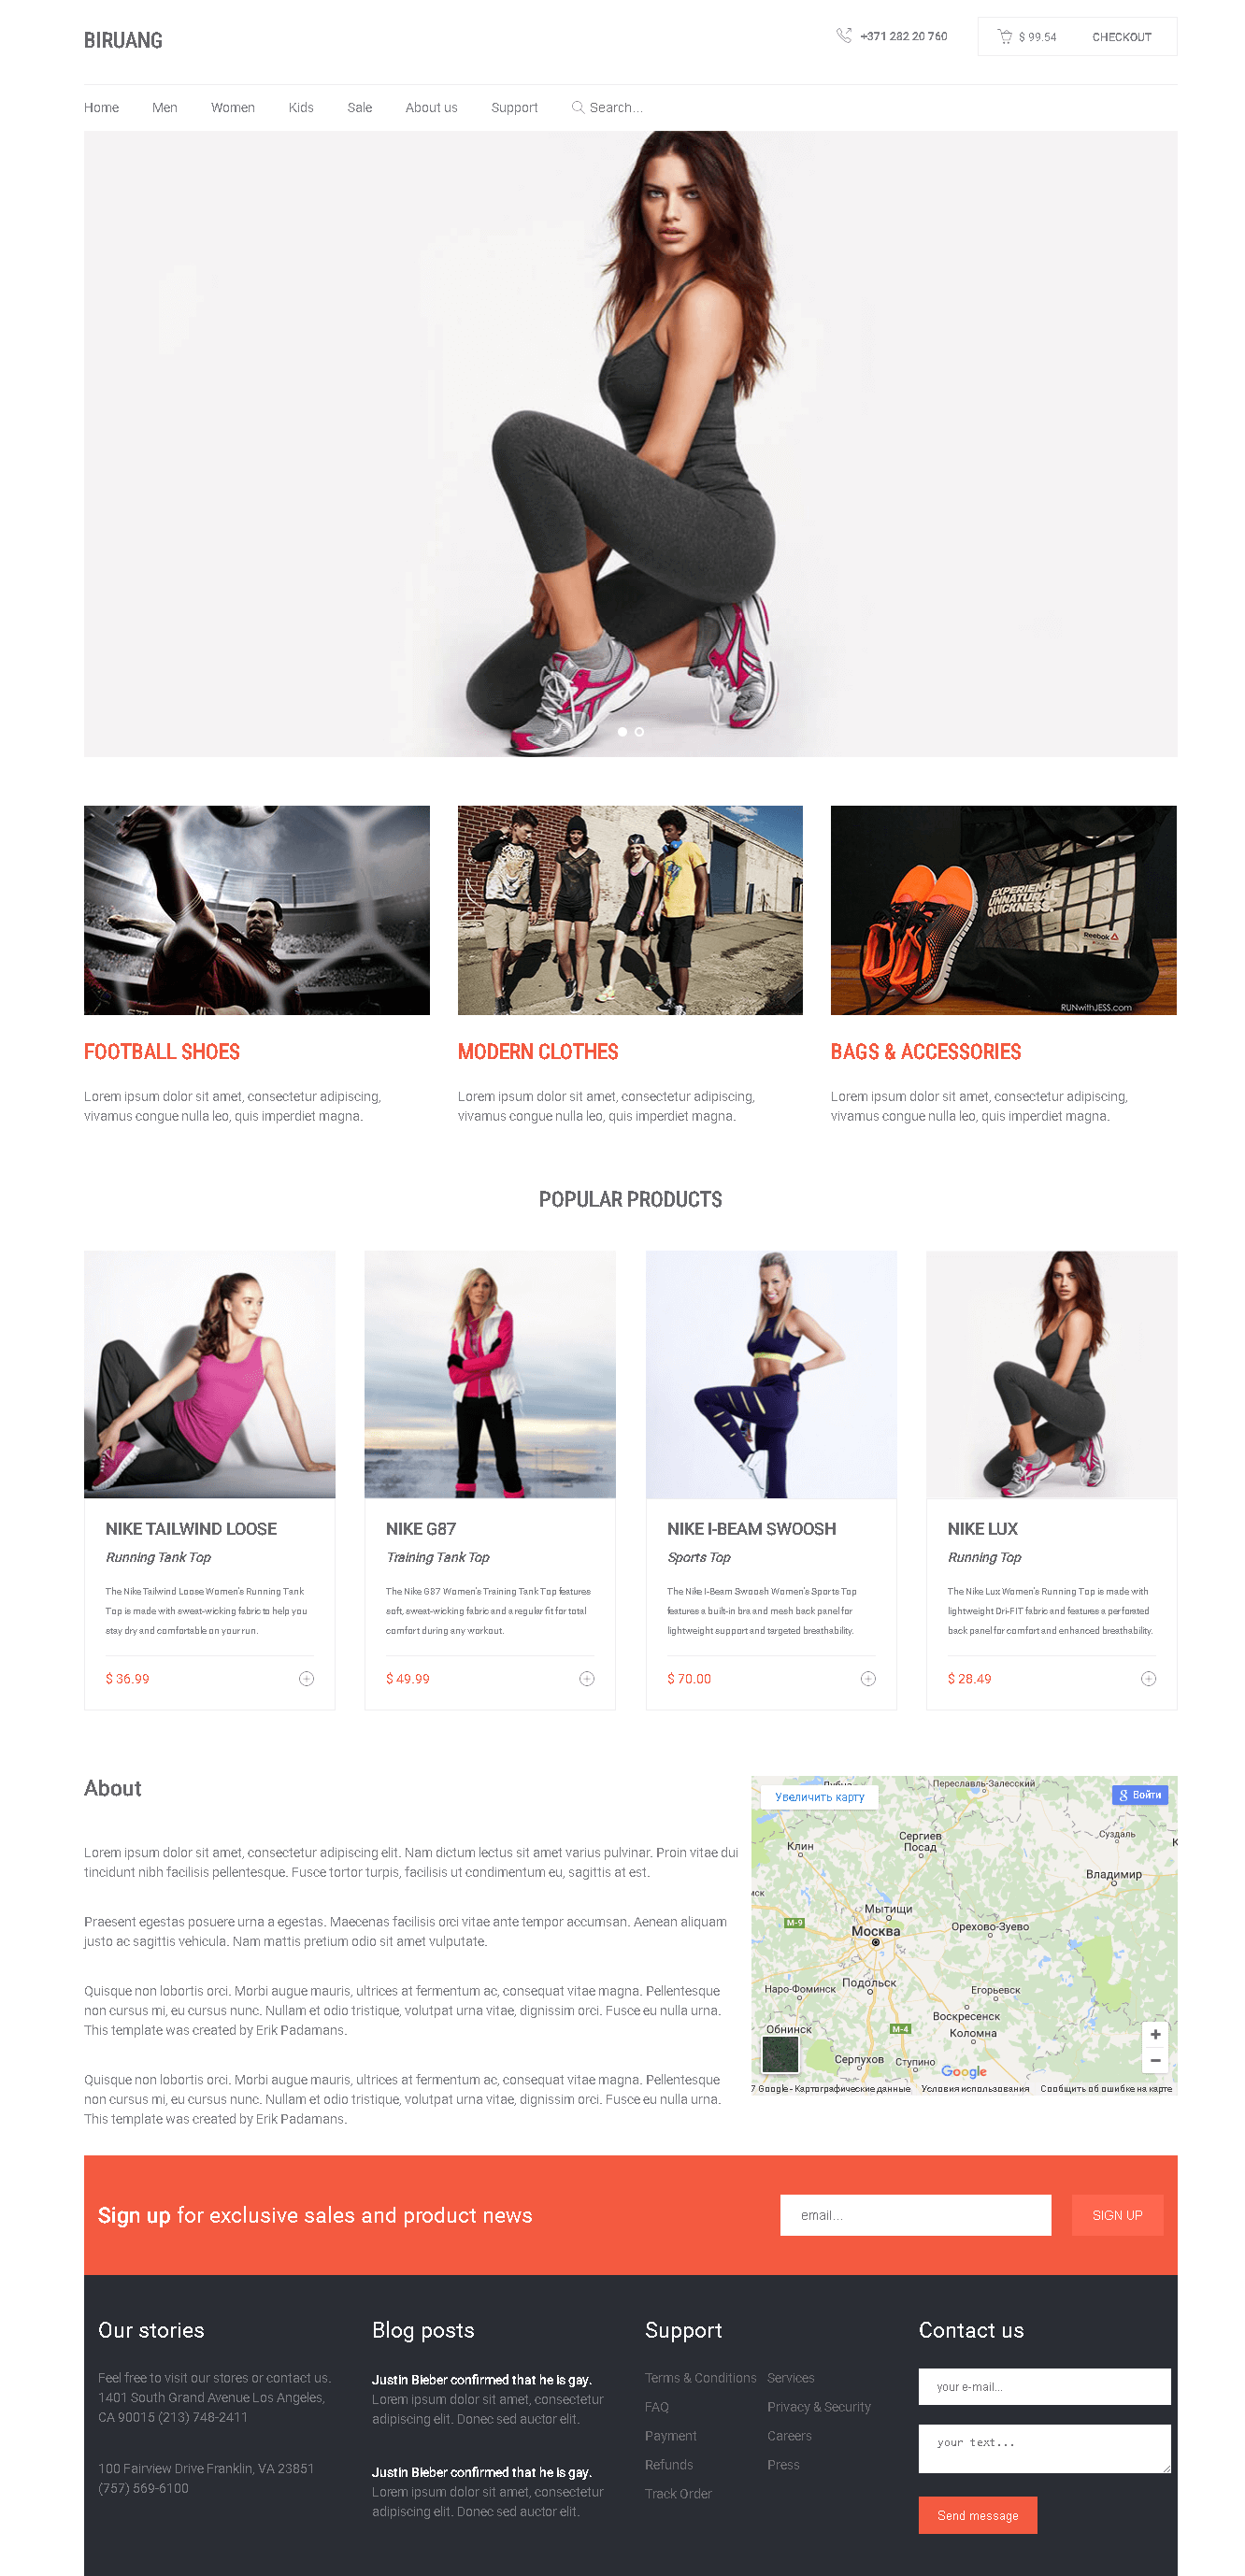 BIRUANG
+371 282 20 760
$ 99.54
CHECKOUT
Home Men Women Kids Sale About us Support Search...
EXPERIENCE
UNNATURAL
QUICKNESS
Reebok
RUNwithJESS.com
FOOTBALL SHOES
Lorem ipsum dolor sit amet, consectetur adipiscing,
vivamus congue nulla leo, quis imperdiet magna.
MODERN CLOTHES
Lorem ipsum dolor sit amet, consectetur adipiscing,
vivamus congue nulla leo, quis imperdiet magna.
BAGS & ACCESSORIES
Lorem ipsum dolor sit amet, consectetur adipiscing,
vivamus congue nulla leo, quis imperdiet magna.
POPULAR PRODUCTS
NIKE TAILWIND LOOSE
Running Tank Top
The Nike Tailwind Loose Women's Running Tank
Top is made with sweat-wicking fabric to help you
stay dry and comfortable on your run.
$ 36.99
NIKE G87
Training Tank Top
The Nike G87 Women's Training Tank Top features
soft, sweat-wicking fabric and a regular fit for total
comfort during any workout.
$ 49.99
NIKE I-BEAM SWOOSH
Sports Top
The Nike I-Beam Swoosh Women's Sports Top
features a built-in bra and mesh back panel for
lightweight support and targeted breathability.
$ 70.00
NIKE LUX
Running Top
The Nike Lux Women's Running Top is made with
lightweight Dri-FIT fabric and features a perforated
back panel for comfort and enhanced breathability.
$ 28.49
About
Lorem ipsum dolor sit amet, consectetur adipiscing elit. Nam dictum lectus sit amet varius pulvinar. Proin vitae dui
tincidunt nibh facilisis pellentesque. Fusce tortor turpis, facilisis ut condimentum eu, sagittis at est.
Praesent egestas posuere urna a egestas. Maecenas facilisis orci vitae ante tempor accumsan. Aenean aliquam
justo ac sagittis vehicula. Nam mattis pretium odio sit amet vulputate.
Quisque non lobortis orci. Morbi augue mauris, ultrices at fermentum ac, consequat vitae magna. Pellentesque
non cursus mi, eu cursus nunc. Nullam et odio tristique, volutpat urna vitae, dignissim orci. Fusce eu nulla urna.
This template was created by Erik Padamans.
Quisque non lobortis orci. Morbi augue mauris, ultrices at fermentum ac, consequat vitae magna. Pellentesque
non cursus mi, eu cursus nunc. Nullam et odio tristique, volutpat urna vitae, dignissim orci. Fusce eu nulla urna.
This template was created by Erik Padamans.
Переславль-Залесский
Увеличить карту
Войти
Клин
Сергиев
Посад
Суздаль
Владимир
Мытищи
М-9
Москва
Орехово-Зуево
Подольск
Наро-Фоминск
Егорьевск
Воскресенск
Обнинск
М-4
Коломна
Серпухов
Ступино
Google
7 Google - Картографические данные Условия использования Сообщить об ошибке на карте
Sign up for exclusive sales and product news
email...
SIGN UP
Our stories
Feel free to visit our stores or contact us.
1401 South Grand Avenue Los Angeles,
CA 90015 (213) 748-2411
100 Fairview Drive Franklin, VA 23851
(757) 569-6100
Blog posts
Justin Bieber confirmed that he is gay.
Lorem ipsum dolor sit amet, consectetur
adipiscing elit. Donec sed auctor elit.
Justin Bieber confirmed that he is gay.
Lorem ipsum dolor sit amet, consectetur
adipiscing elit. Donec sed auctor elit.
Support
Terms & Conditions Services
FAQ Privacy & Security
Payment Careers
Refunds Press
Track Order
Contact us
your e-mail...
your text...
Send message